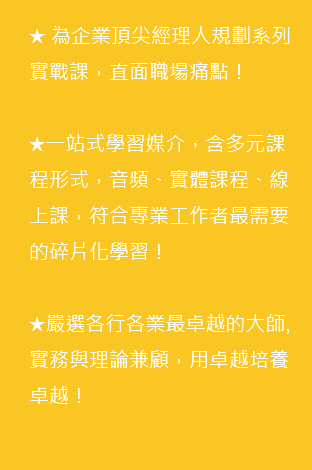 ★ 為企業頂尖經理人規劃系列
實戰課，直面職場痛點！
★一站式學習媒介，含多元課
程形式，音頻、實體課程、線
上課，符合專業工作者最需要
的碎片化學習！
★嚴選各行各業最卓越的大師,
實務與理論兼顧，用卓越培養
卓越！